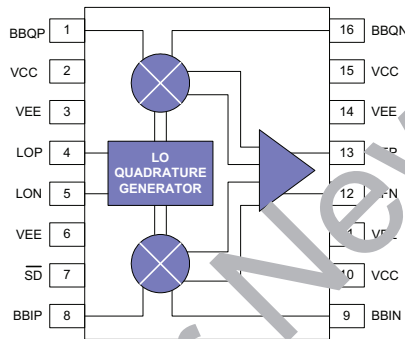 BBQP 1 16 BBQN
VCC 2 15 VCC
VEE 3 14 VEE
LOP 4 13
LO
QUADRATURE
GENERATOR
LON 5 12
VEE 6
SD 7 10 VCC
BBIP 8 9 BBIN
New